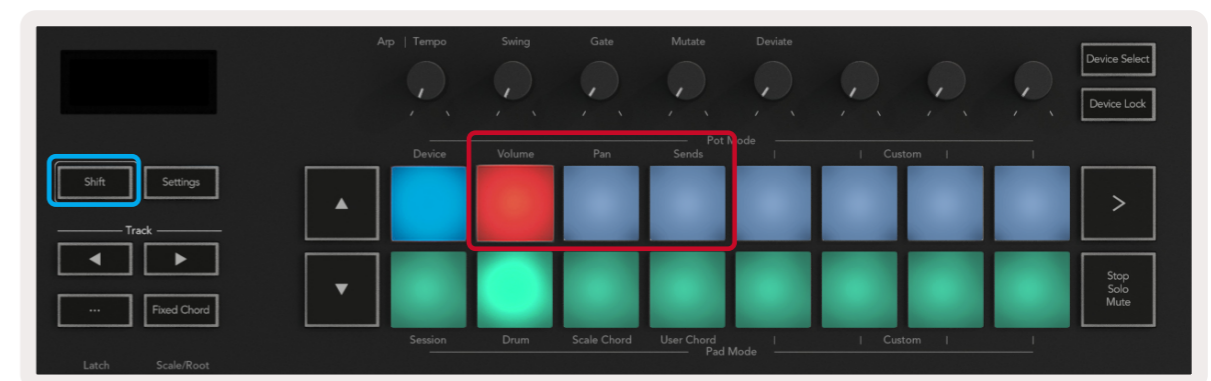 Arp | Tempo Swing Gate Mutate Deviate
Device Select
Device Lock
Pot Mode
Device Volume Pan Sends | | Custom | |
Shift Settings
Track
Stop
Solo
Mute
... Fixed Chord
Session Drum Scale Chord User Chord | | Custom | |
Pad Mode
Latch Scale/Root